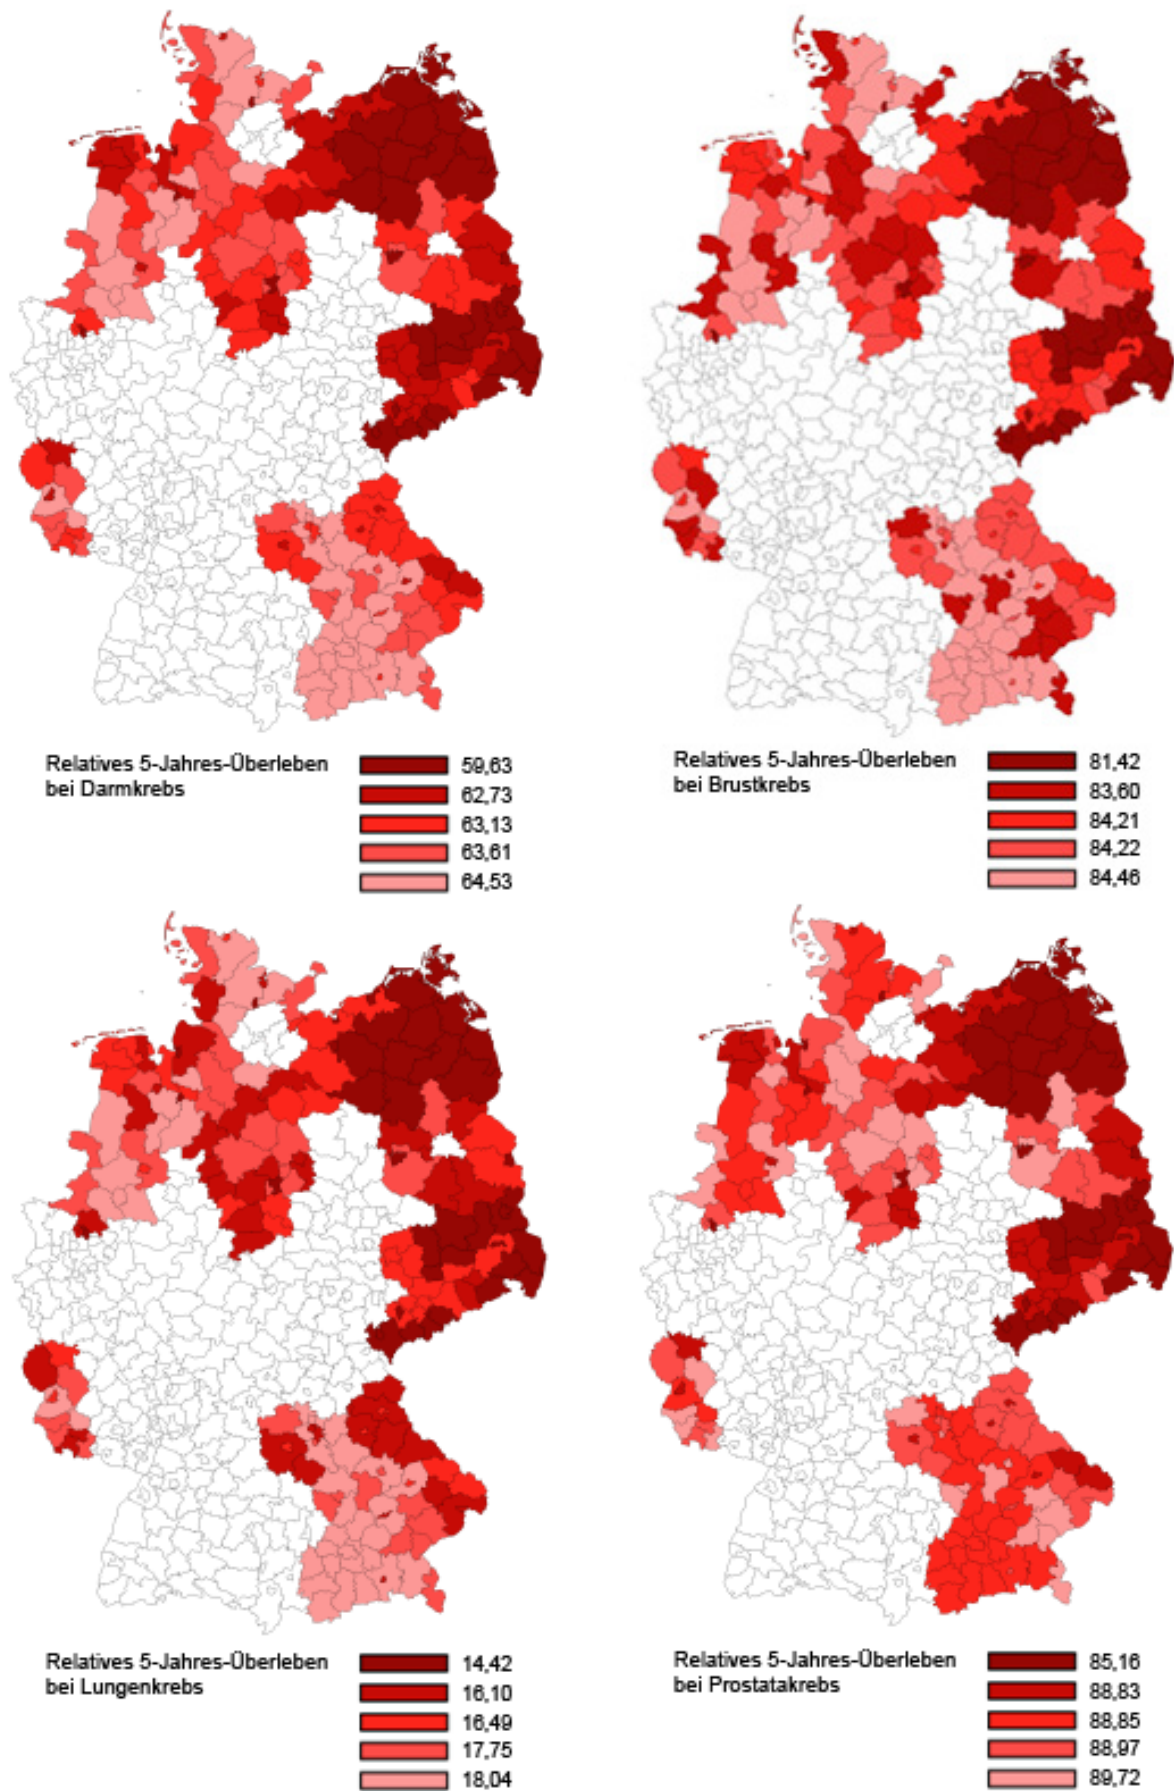 Relatives 5-Jahres-Überleben
bei Darmkrebs
59,63
62,73
63,13
63,61
64,53
Relatives 5-Jahres-Überleben
bei Brustkrebs
81,42
83,60
84,21
84,22
84,46
Relatives 5-Jahres-Überleben
bei Lungenkrebs
14,42
16,10
16,49
17,75
18,04
Relatives 5-Jahres-Überleben
bei Prostatakrebs
85,16
88,83
88,85
88,97
89,72